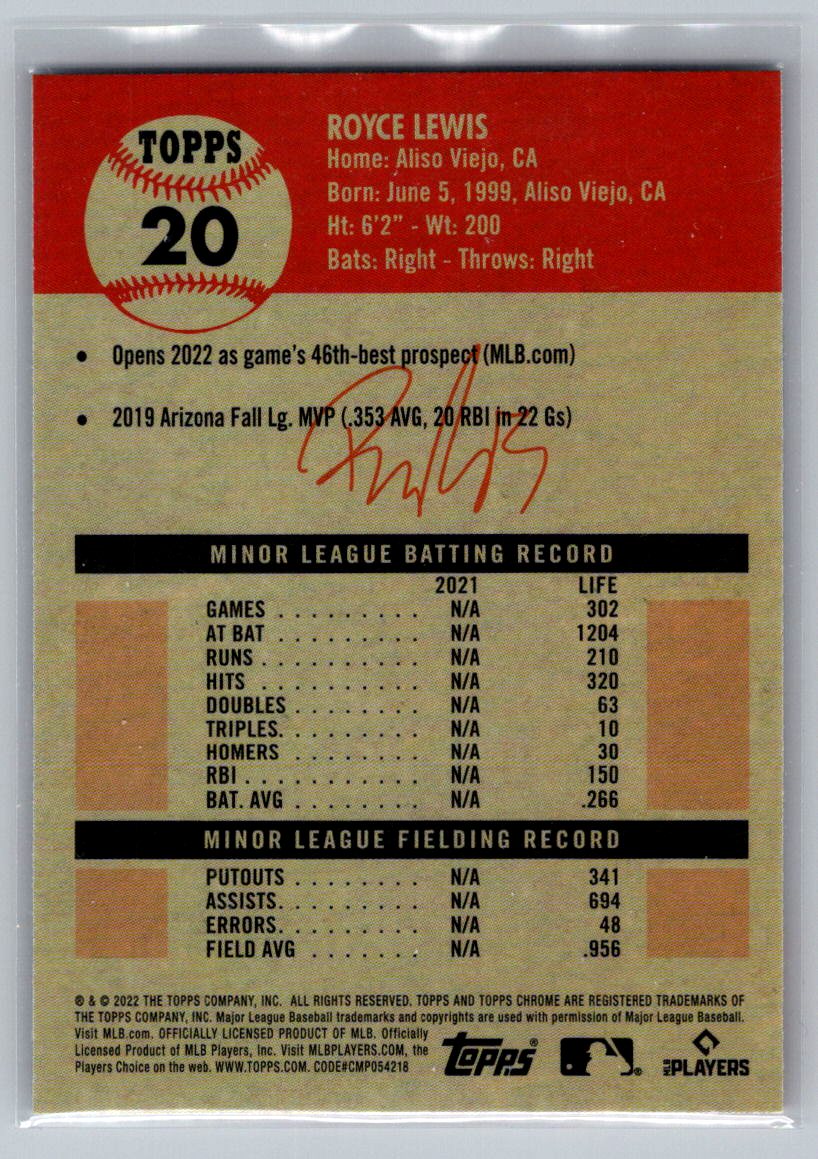 TOPPS
20
ROYCE LEWIS
Home: Aliso Viejo, CA
Born: June 5, 1999, Aliso Viejo, CA
Ht: 6'2” - Wt: 200
Bats: Right - Throws: Right
• Opens 2022 as game's 46th-best prospect (MLB.com)
• 2019 Arizona Fall Lg. MVP (.353 AVG, 20 RBI in 22 Gs)
MINOR LEAGUE BATTING RECORD
2021 LIFE
GAMES . . . . . . . . . N/A 302
AT BAT . . . . . . . . . N/A 1204
RUNS . . . . . . . . . . N/A 210
HITS . . . . . . . . . . N/A 320
DOUBLES . . . . . . . . N/A 63
TRIPLES. . . . . . . . . N/A 10
HOMERS . . . . . . . . N/A 30
RBI . . . . . . . . . . . N/A 150
BAT. AVG . . . . . . . . N/A .266
MINOR LEAGUE FIELDING RECORD
PUTOUTS . . . . . . . . N/A 341
ASSISTS. . . . . . . . . N/A 694
ERRORS. . . . . . . . . N/A 48
FIELD AVG . . . . . . . N/A .956
® & © 2022 THE TOPPS COMPANY, INC. ALL RIGHTS RESERVED. TOPPS AND TOPPS CHROME ARE REGISTERED TRADEMARKS OF
THE TOPPS COMPANY, INC. Major League Baseball trademarks and copyrights are used with permission of Major League Baseball.
Visit MLB.com. OFFICIALLY LICENSED PRODUCT OF MLB. Officially
Licensed Product of MLB Players, Inc. Visit MLBPLAYERS.COM, the
Players Choice on the web. WWW.TOPPS.COM. CODE#CMP054218
Topps®
MLB PLAYERS